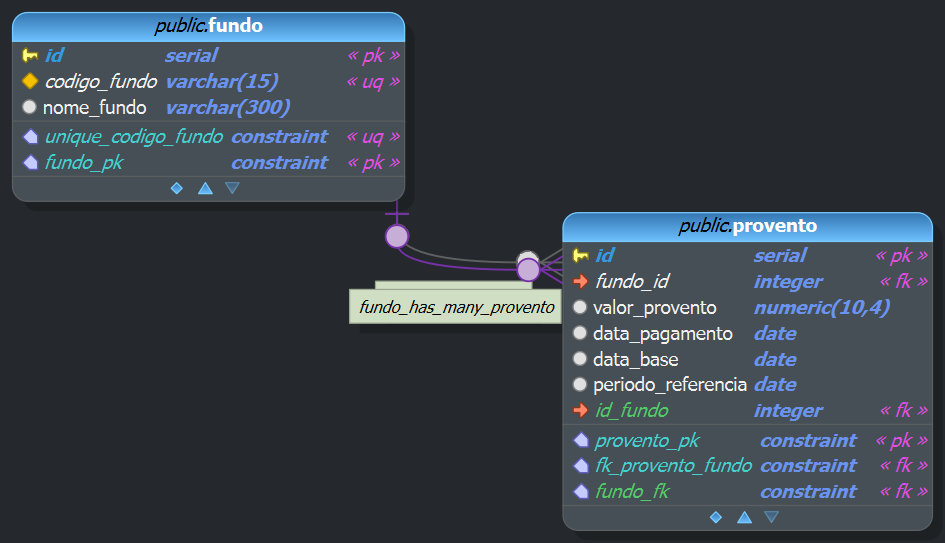 public.fundo
id serial « pk »
codigo_fundo varchar(15) « uq »
nome_fundo varchar(300)
unique_codigo_fundo constraint « uq »
fundo_pk constraint « pk »
fundo_has_many_provento
public.provento
id serial « pk »
fundo_id integer « fk »
valor_provento numeric(10,4)
data_pagamento date
data_base date
periodo_referencia date
id_fundo integer « fk »
provento_pk constraint « pk »
fk_provento_fundo constraint « fk »
fundo_fk constraint « fk »